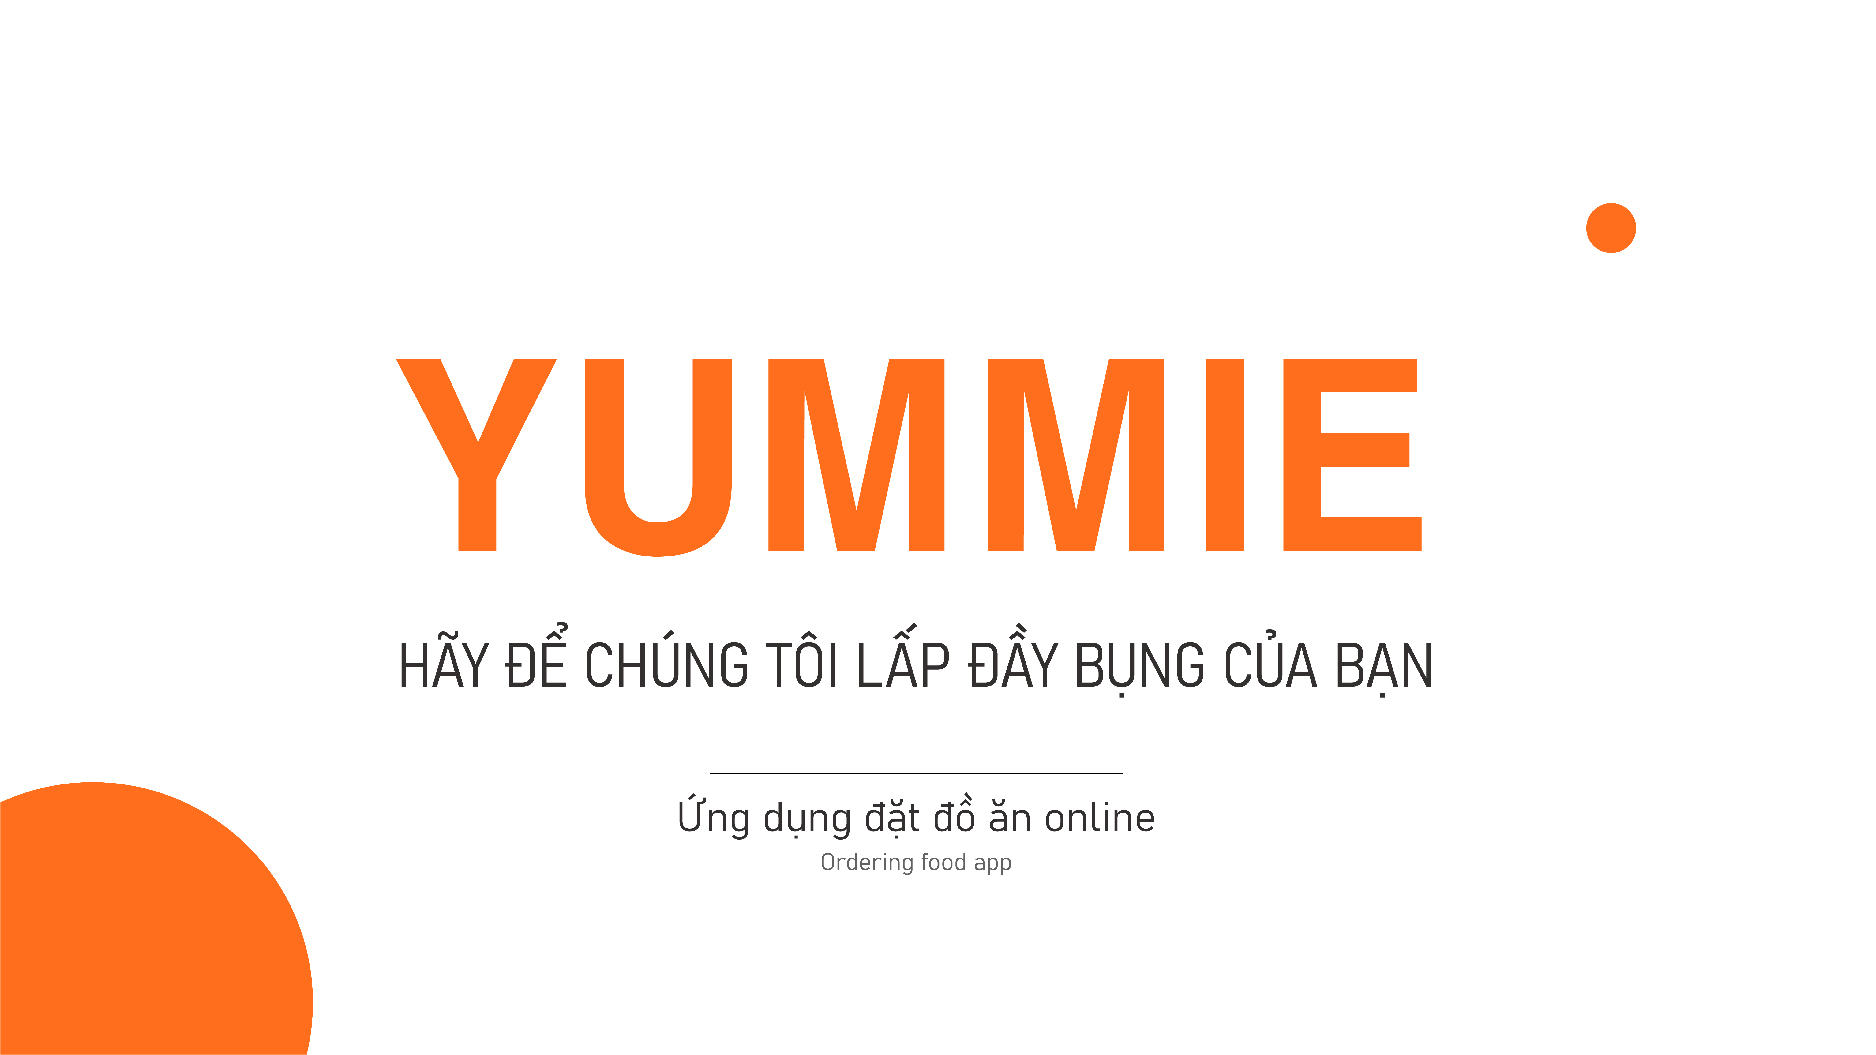 YUMMIE
HÃY ĐỂ CHÚNG TÔI LẤP ĐẦY BỤNG CỦA BẠN
Ứng dụng đặt đồ ăn online
Ordering food app